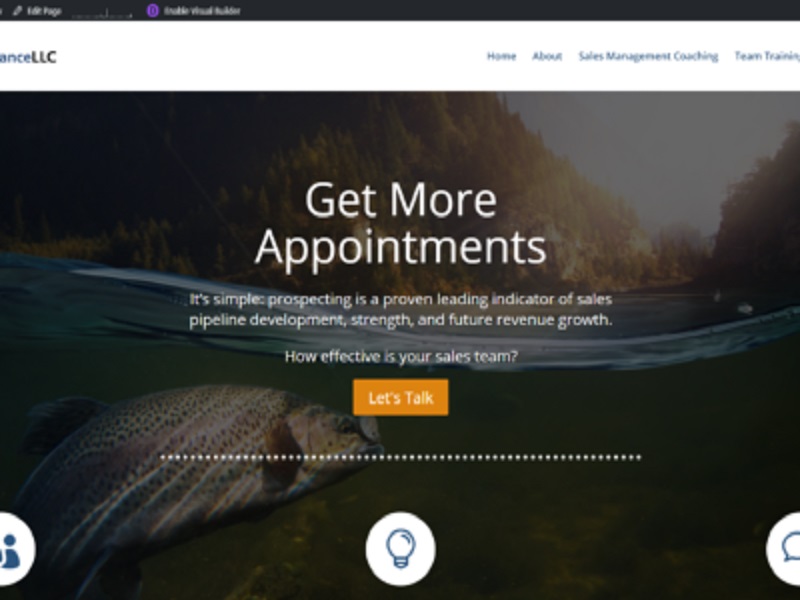 Edit Page Enable Visual Builder
anceLLC
Home About Sales Management Coaching Team Training
Get More
Appointments
It's simple: prospecting is a proven leading indicator of sales
pipeline development, strength, and future revenue growth.
How effective is your sales team?
Let's Talk